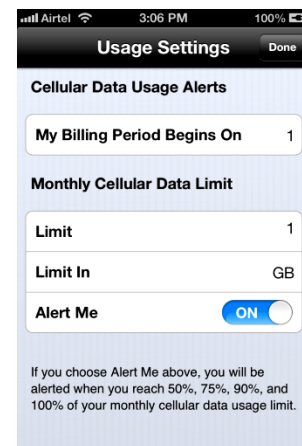 Airtel 3:06 PM 100%
Usage Settings Done
Cellular Data Usage Alerts
My Billing Period Begins On 1
Monthly Cellular Data Limit
Limit 1
Limit In GB
Alert Me ON
If you choose Alert Me above, you will be
alerted when you reach 50%, 75%, 90%, and
100% of your monthly cellular data usage limit.